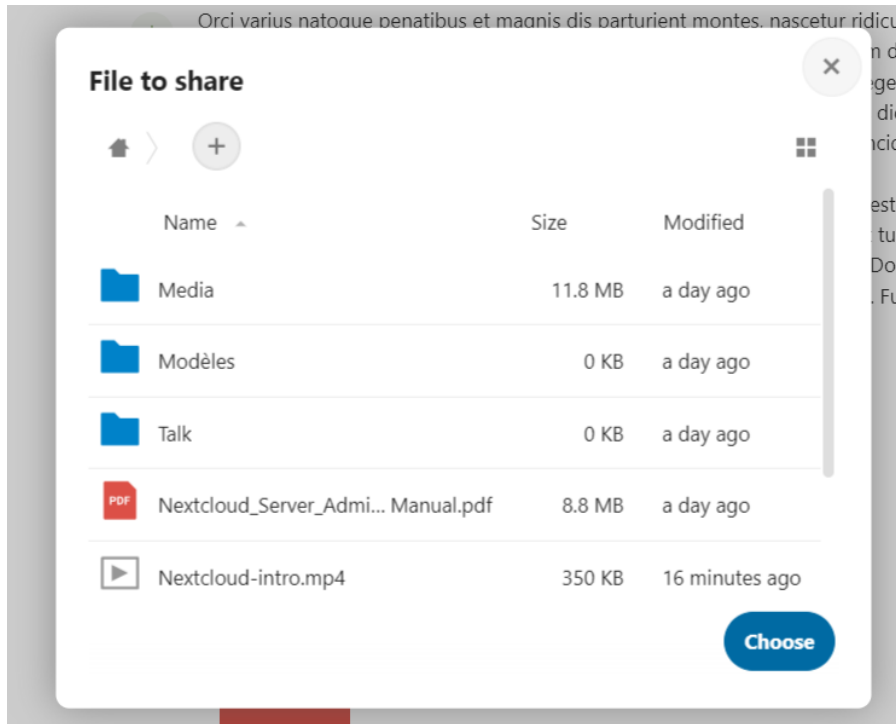 Orci varius natoque penatibus et magnis dis parturient montes, nascetur ridicu
File to share
Name
Size
Modified
Media 11.8 MB a day ago
Modèles 0 KB a day ago
Talk 0 KB a day ago
PDF Nextcloud_Server_Admi... Manual.pdf 8.8 MB a day ago
Nextcloud-intro.mp4 350 KB 16 minutes ago
Choose